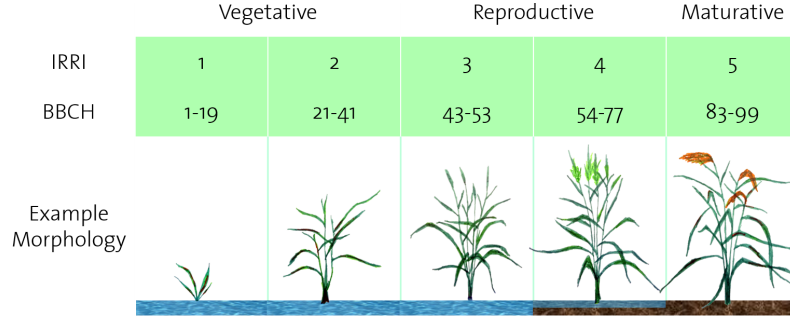 Vegetative Reproductive Maturative
IRRI 1 2 3 4 5
BBCH 1-19 21-41 43-53 54-77 83-99
Example
Morphology